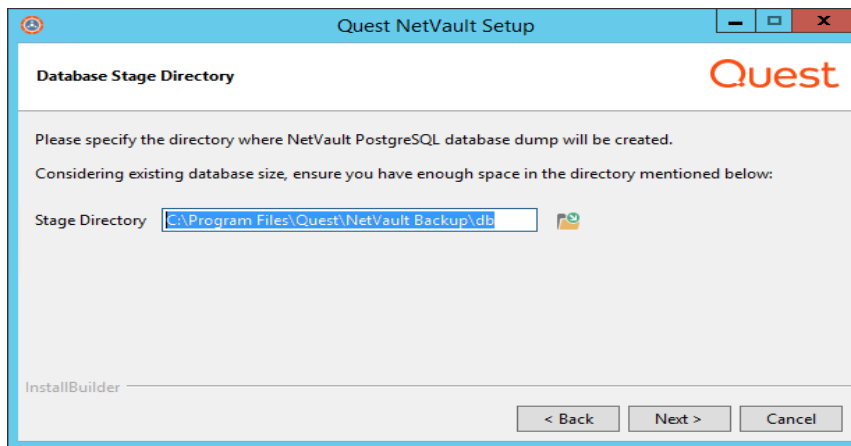 Quest NetVault Setup
Database Stage Directory
Quest
Please specify the directory where NetVault PostgreSQL database dump will be created.
Considering existing database size, ensure you have enough space in the directory mentioned below:
Stage Directory C:\Program Files\Quest\NetVault Backup\db
InstallBuilder
< Back Next > Cancel